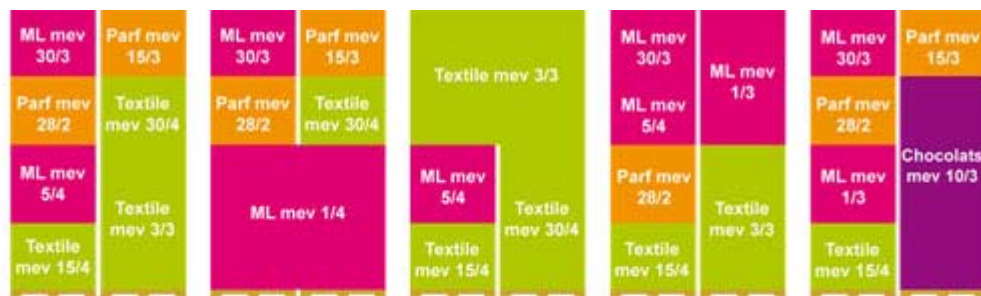 ML mev
30/3
Parf mev
28/2
ML mev
5/4
Textile
mev 15/4
Parf mev
15/3
Textile
mev 30/4
Textile
mev 3/3
ML mev
30/3
Parf mev
28/2
Parf mev
15/3
Textile
mev 30/4
ML mev 1/4
Textile mev 3/3
ML mev
5/4
Textile
mev 15/4
Textile
mev 30/4
ML mev
30/3
ML mev
5/4
Parf mev
28/2
Textile
mev 15/4
ML mev
1/3
Textile
mev 3/3
ML mev
30/3
Parf mev
28/2
ML mev
1/3
Textile
mev 15/4
Parf mev
15/3
Chocolats
mev 10/3